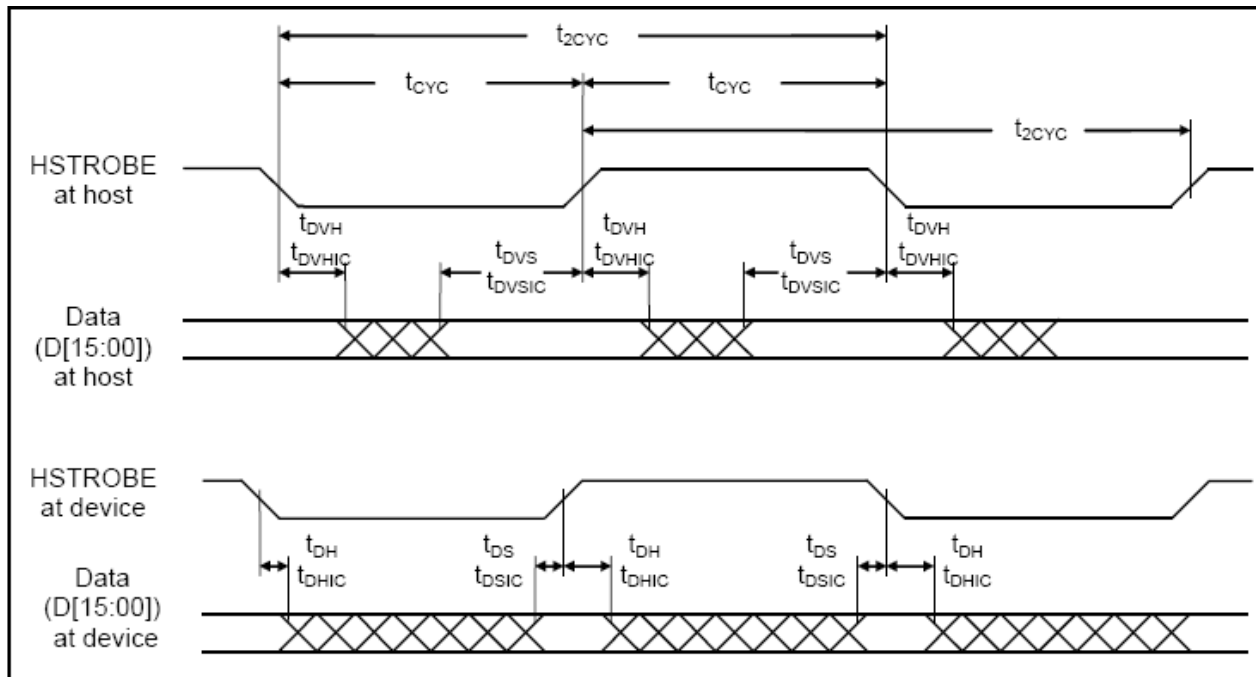 t2CYC
tCYC tCYC
t2CYC
HSTROBE
at host
tDVH tDVH tDVH
tDVHIC tDVS tDVHIC tDVS tDVHIC
tDVSIC tDVSIC
Data
(D[15:00])
at host
HSTROBE
at device
tDH tDS tDH tDS tDH
tDHIC tDSIC tDHIC tDSIC tDHIC
Data
(D[15:00])
at device